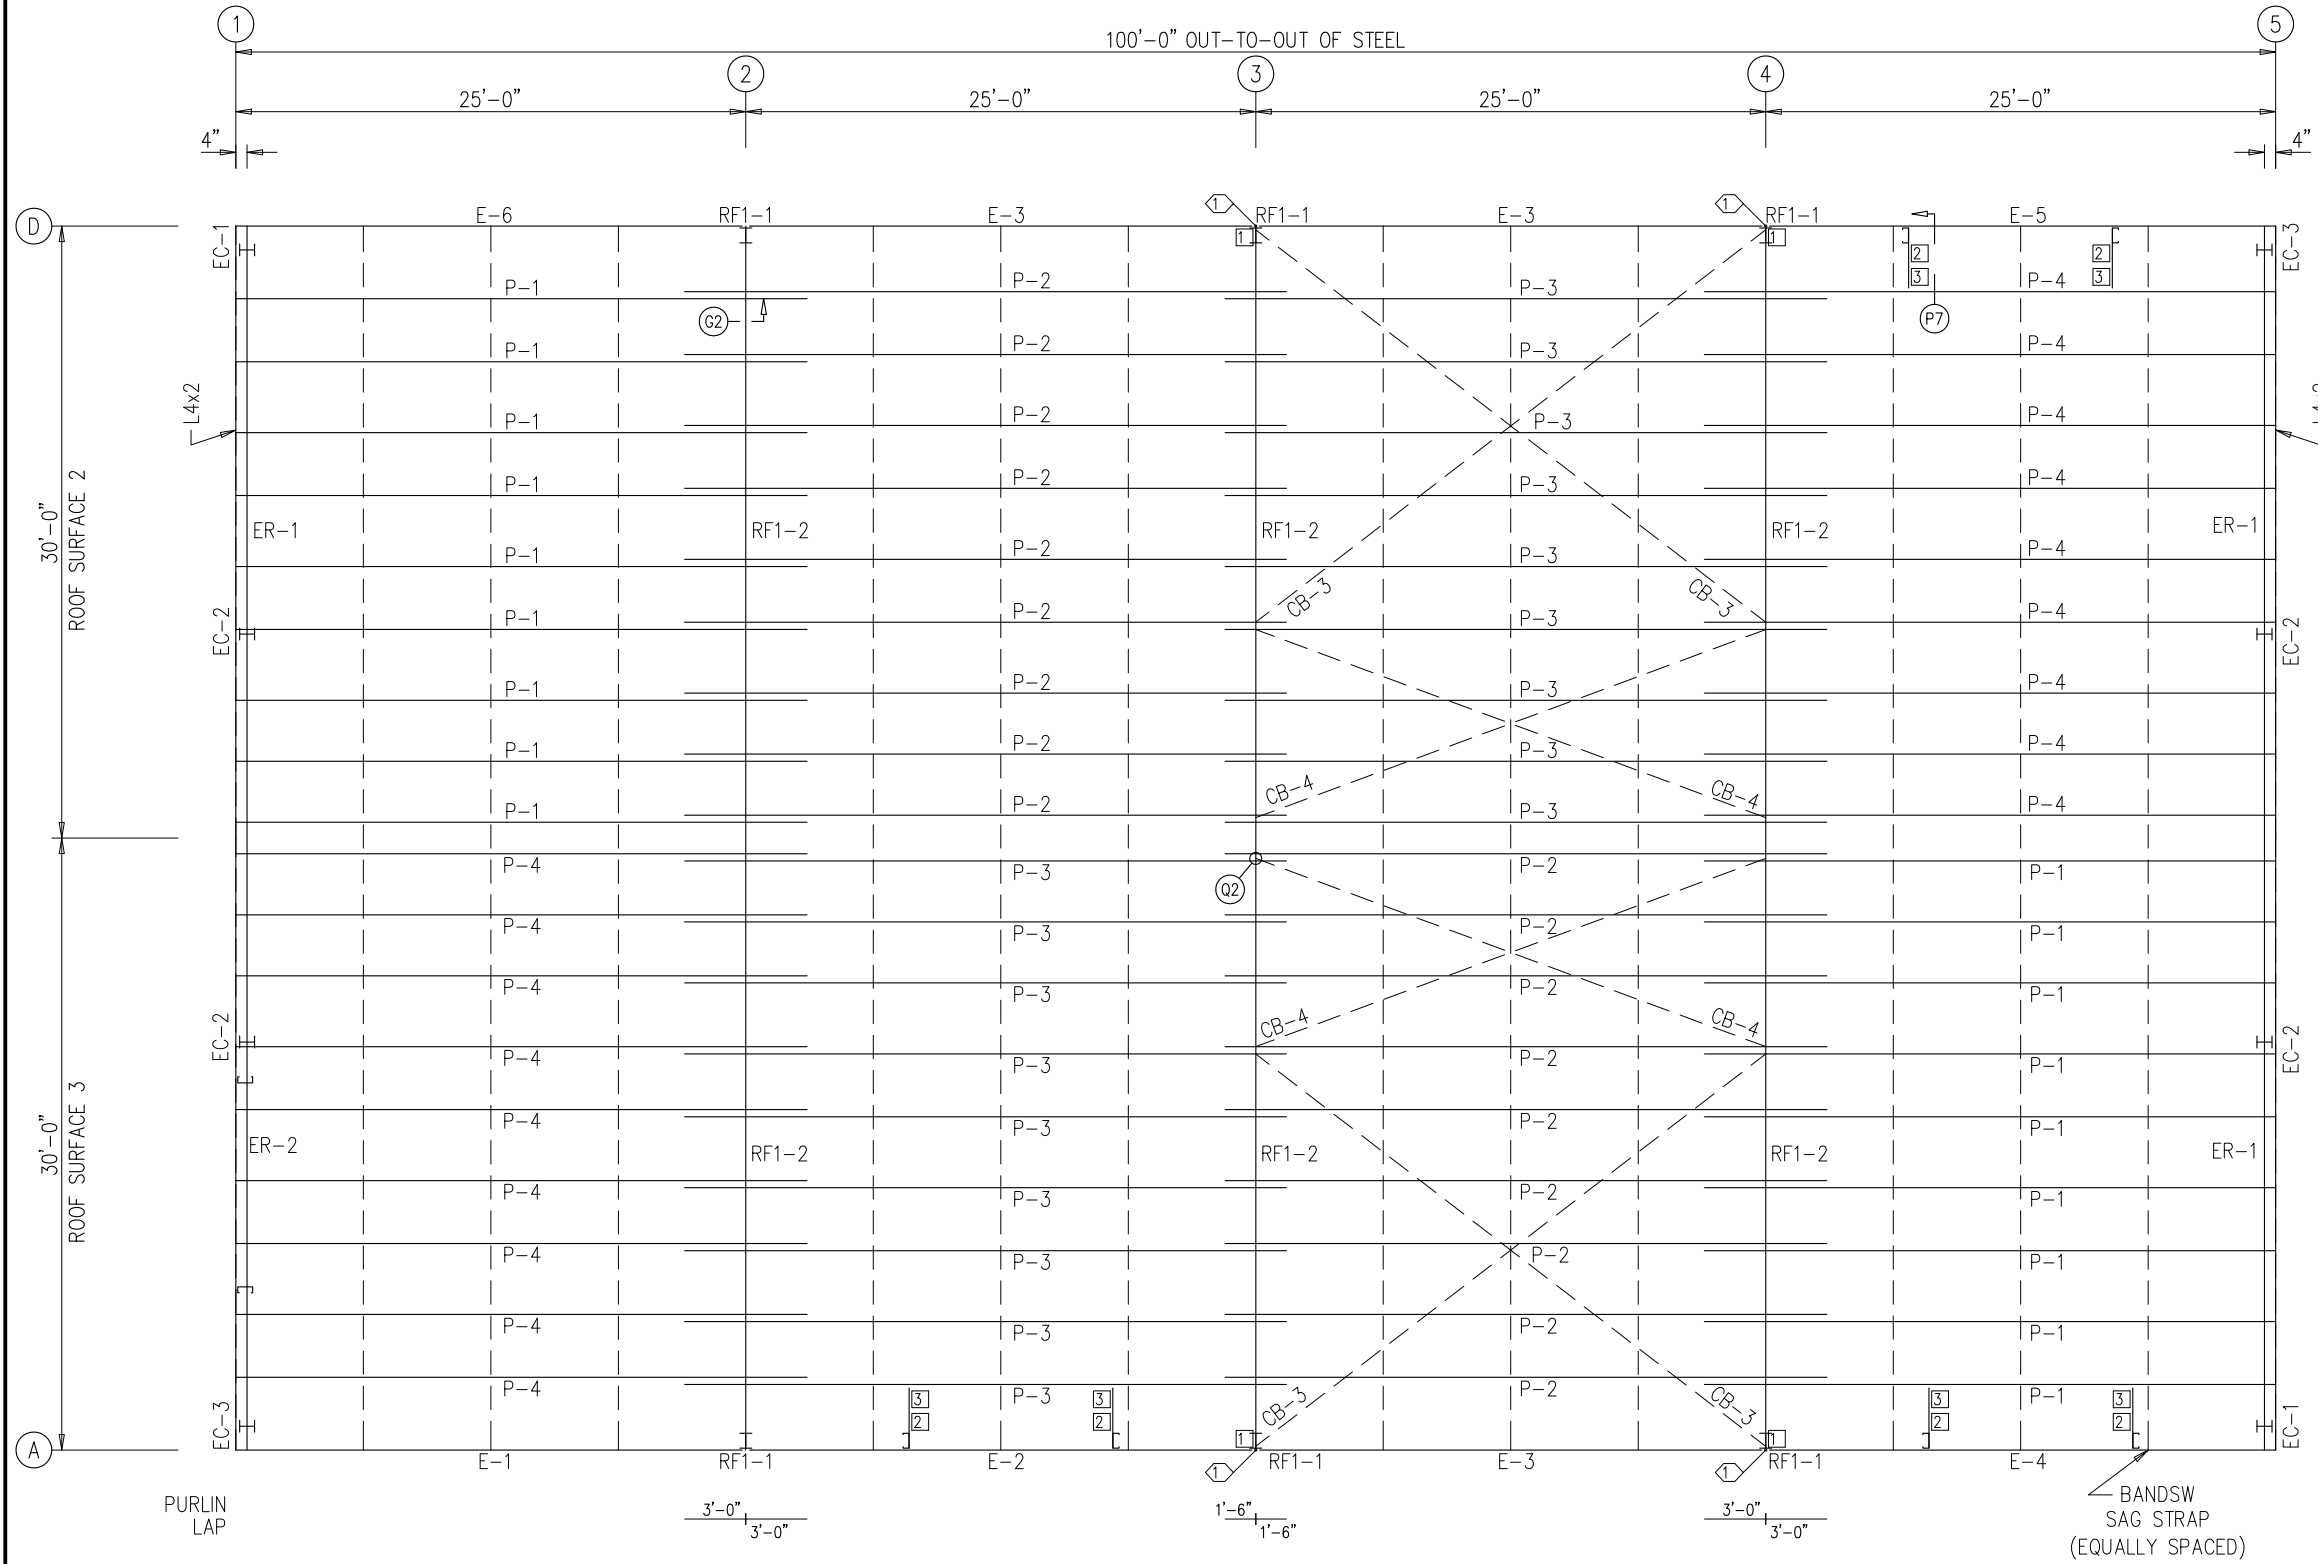 1 5
100'-0" OUT-TO-OUT OF STEEL
2 3 4
25'-0" 25'-0" 25'-0" 25'-0"
4" 4"
D E-6 RF1-1 E-3 1 RF1-1 E-3 1 RF1-1 E-5
EC-1 1 1 2 2 EC-3
P-1 P-2 P-3 3 P-4 3
G2 P7
P-1 P-2 P-3 P-4
L4x2
P-1 P-2 P-3 P-4
P-1 P-2 P-3 P-4
30'-0"
ROOF SURFACE 2
ER-1 RF1-2 RF1-2 RF1-2 ER-1
P-1 P-2 P-3 P-4
CB-3 CB-3
EC-2 P-1 P-2 P-3 P-4 EC-2
P-1 P-2 P-3 P-4
P-1 P-2 P-3 P-4
CB-4 CB-4
P-1 P-2 P-3 P-4
P-4 P-3 P-2 P-1
Q2
P-4 P-3 P-2 P-1
P-4 P-3 P-2 P-1
EC-2 CB-4 CB-4 EC-2
P-4 P-3 P-2 P-1
P-4 P-3 P-2 P-1
30'-0"
ROOF SURFACE 3
ER-2 RF1-2 RF1-2 RF1-2 ER-1
P-4 P-3 P-2 P-1
P-4 P-3 P-2 P-1
P-4 P-3 P-2 P-1
P-4 3 P-3 3 P-2 3 P-1 3
EC-3 2 2 1 CB-3 CB-3 1 2 2 EC-1
A E-1 RF1-1 E-2 1 RF1-1 E-3 1 RF1-1 E-4
PURLIN
LAP
3'-0" 3'-0" 1'-6" 1'-6" 3'-0" 3'-0"
BANDSW
SAG STRAP
(EQUALLY SPACED)